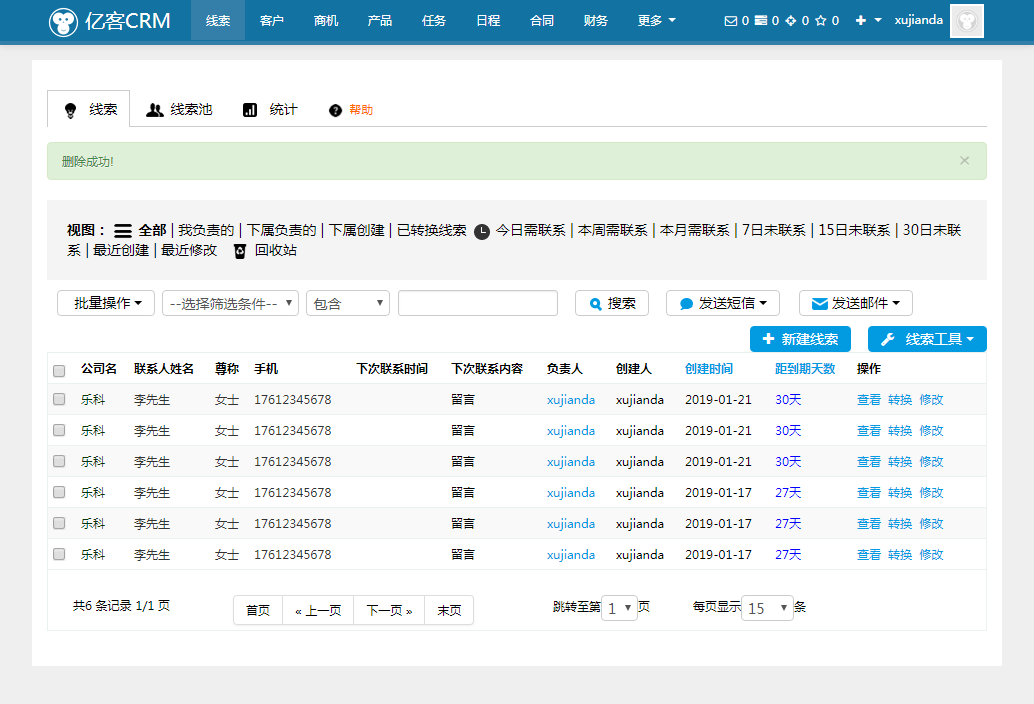 亿客CRM 线索 客户 商机 产品 任务 日程 合同 财务 更多 0 0 0 0 xujianda
线索 线索池 统计 帮助
删除成功! ×
视图： 全部 | 我负责的 | 下属负责的 | 下属创建 | 已转换线索 今日需联系 | 本周需联系 | 本月需联系 | 7日未联系 | 15日未联系 | 30日未联
系 | 最近创建 | 最近修改 回收站
批量操作 --选择筛选条件-- 包含 搜索 发送短信 发送邮件
新建线索 线索工具
公司名 联系人姓名 尊称 手机 下次联系时间 下次联系内容 负责人 创建人 创建时间 距到期天数 操作
乐科 李先生 女士 17612345678 留言 xujianda xujianda 2019-01-21 30天 查看 转换 修改
乐科 李先生 女士 17612345678 留言 xujianda xujianda 2019-01-21 30天 查看 转换 修改
乐科 李先生 女士 17612345678 留言 xujianda xujianda 2019-01-21 30天 查看 转换 修改
乐科 李先生 女士 17612345678 留言 xujianda xujianda 2019-01-17 27天 查看 转换 修改
乐科 李先生 女士 17612345678 留言 xujianda xujianda 2019-01-17 27天 查看 转换 修改
乐科 李先生 女士 17612345678 留言 xujianda xujianda 2019-01-17 27天 查看 转换 修改
共6 条记录 1/1 页 首页 « 上一页 下一页 » 末页 跳转至第 1 页 每页显示 15 条